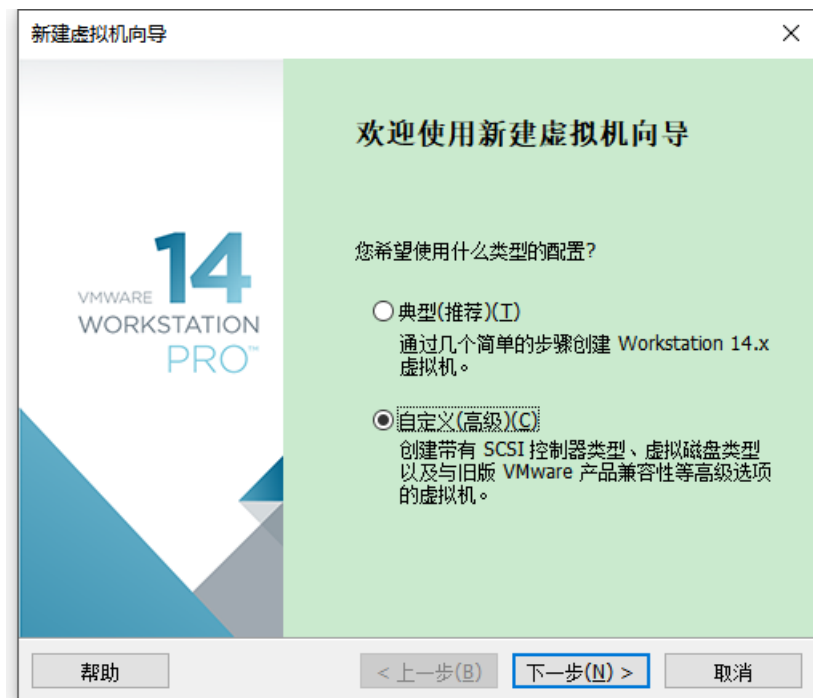 新建虚拟机向导
欢迎使用新建虚拟机向导
您希望使用什么类型的配置?
VMWARE 14
WORKSTATION
PRO™
典型(推荐)(T)
通过几个简单的步骤创建 Workstation 14.x
虚拟机。
自定义(高级)(C)
创建带有 SCSI 控制器类型、虚拟磁盘类型
以及与旧版 VMware 产品兼容性等高级选项
的虚拟机。
帮助
< 上一步(B)
下一步(N) >
取消